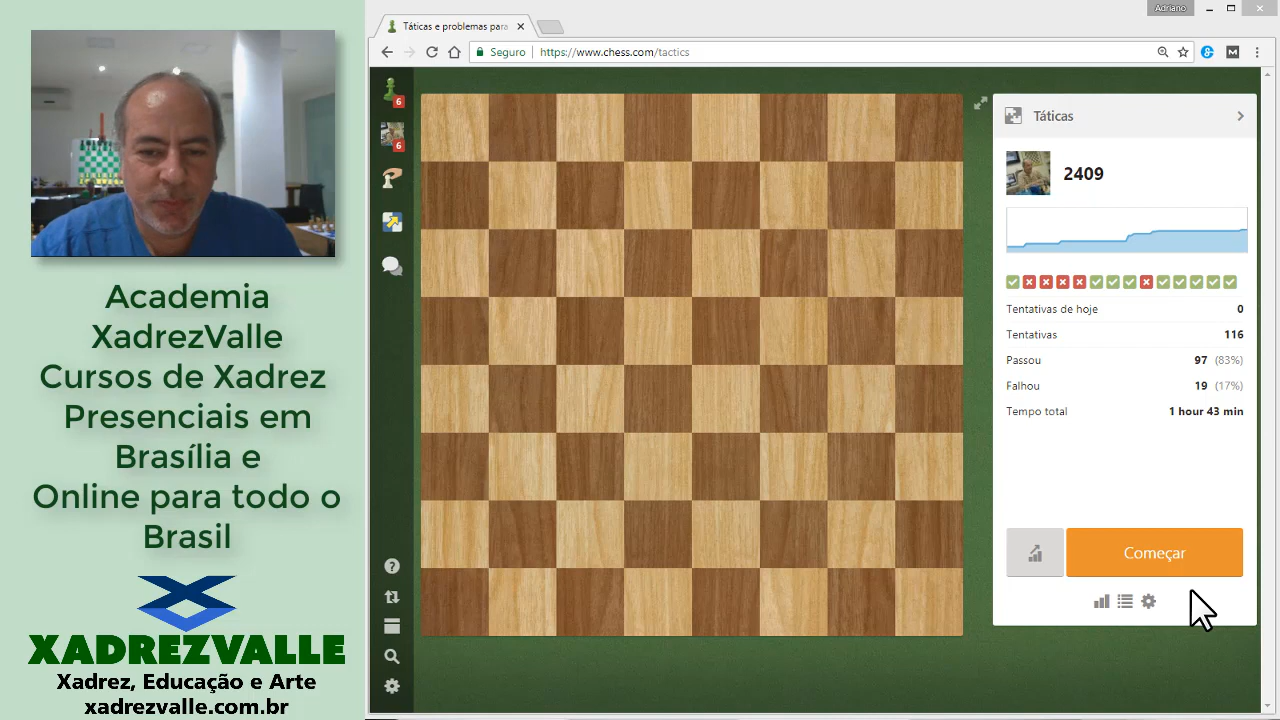 Adriano
Táticas e problemas para
Seguro
https://www.chess.com/tactics
6
6
Táticas
2409
Tentativas de hoje 0
Tentativas 116
Passou 97 (83%)
Falhou 19 (17%)
Tempo total 1 hour 43 min
Começar
Academia
XadrezValle
Cursos de Xadrez
Presenciais em
Brasília e
Online para todo o
Brasil
XADREZVALLE
Xadrez, Educação e Arte
xadrezvalle.com.br